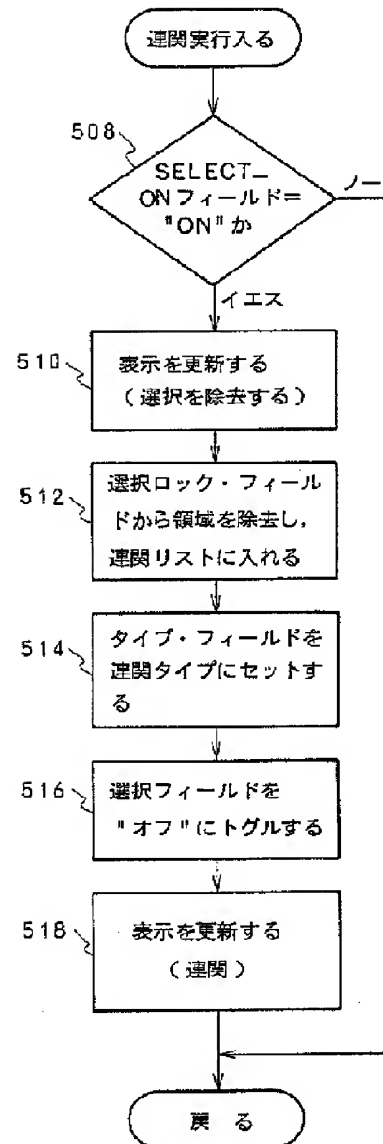 連関実行入る
508
SELECT_
ONフィールド=
"ON"か
ノー
イエス
510
表示を更新する
(選択を除去する)
512
選択ロック・フィール
ドから領域を除去し,
連関リストに入れる
514
タイプ・フィールドを
連関タイプにセットす
る
516
選択フィールドを
"オフ"にトグルする
518
表示を更新する
(連関)
戻る